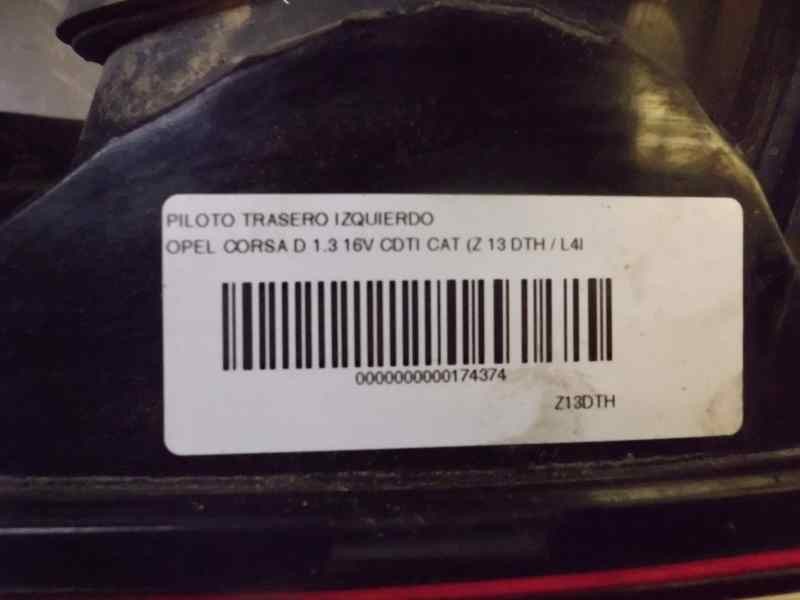 PILOTO TRASERO IZQUIERDO
OPEL CORSA D 1.3 16V CDTI CAT (Z 13 DTH / L4I
0000000000174374
Z13DTH